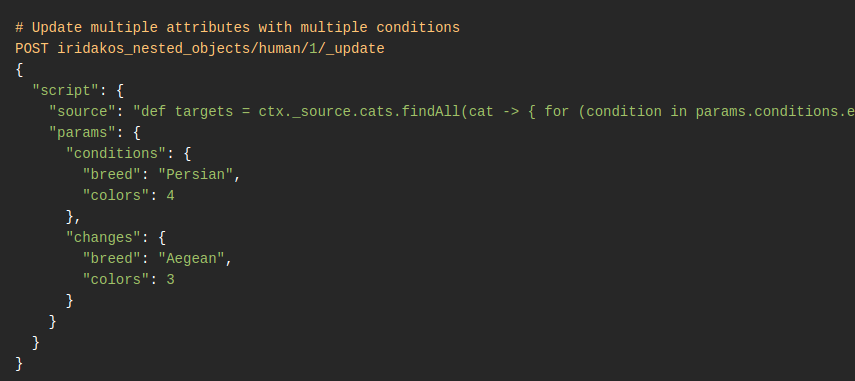 # Update multiple attributes with multiple conditions
POST iridakos_nested_objects/human/1/_update
{
  "script": {
    "source": "def targets = ctx._source.cats.findAll(cat -> { for (condition in params.conditions.e
    "params": {
      "conditions": {
        "breed": "Persian",
        "colors": 4
      },
      "changes": {
        "breed": "Aegean",
        "colors": 3
      }
    }
  }
}